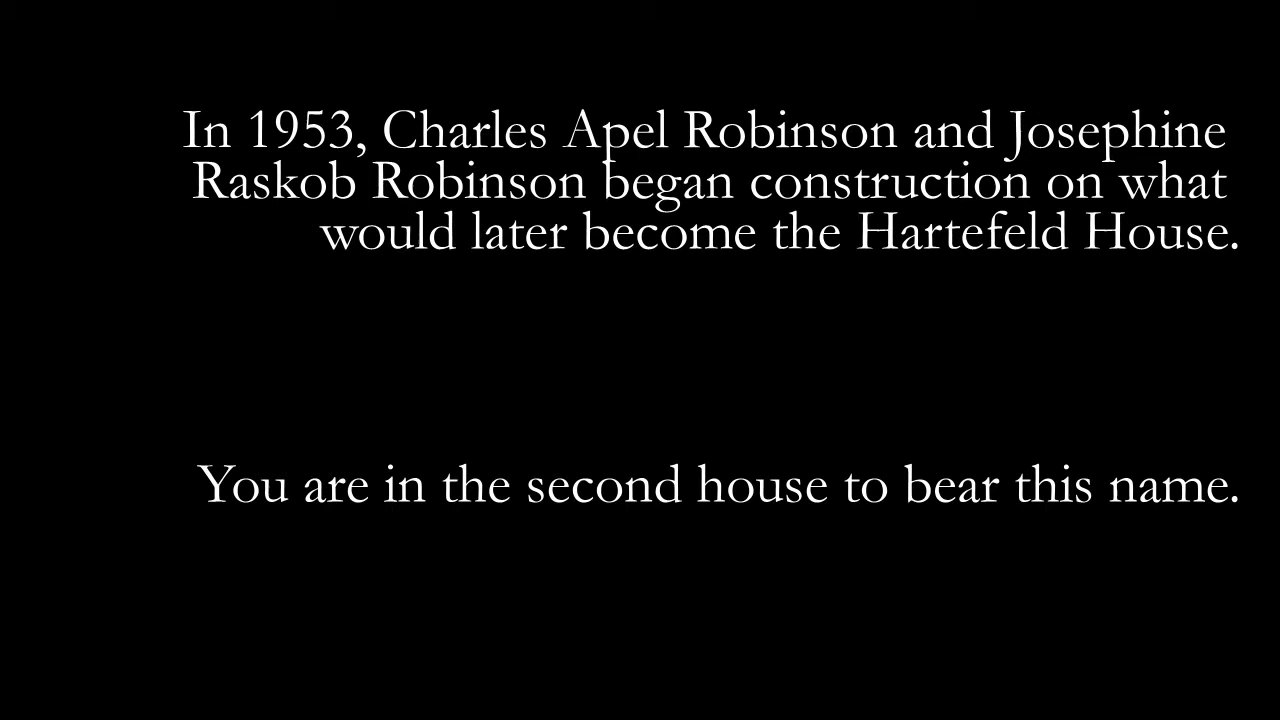 In 1953, Charles Apel Robinson and Josephine
Raskob Robinson began construction on what
would later become the Hartefeld House.
You are in the second house to bear this name.